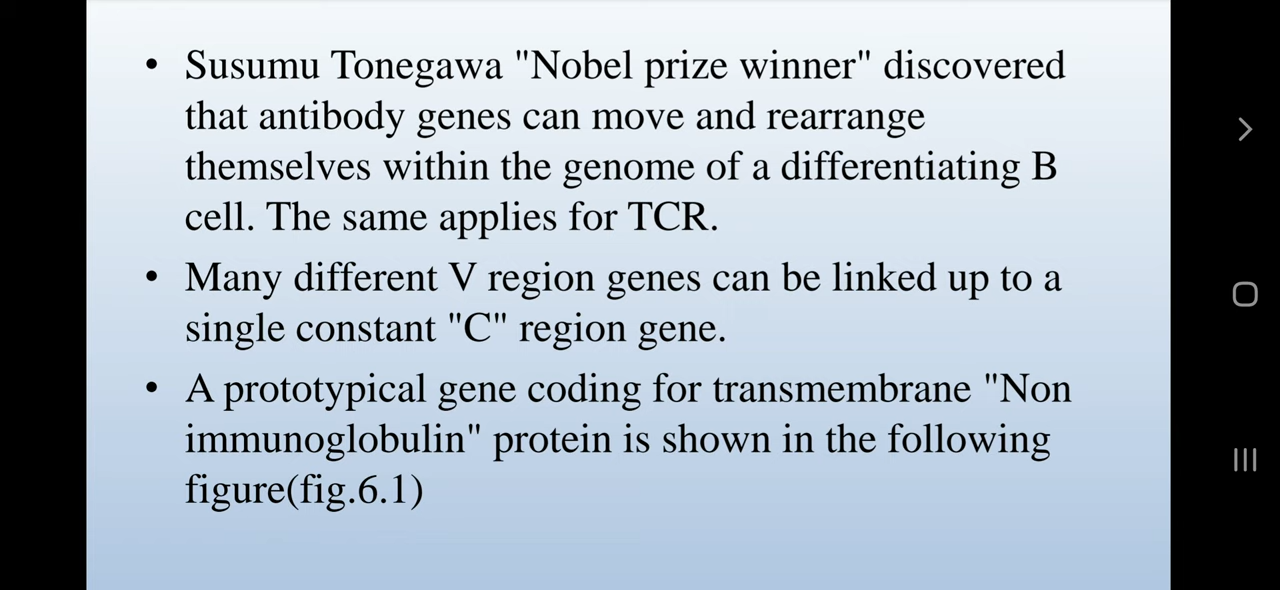 • Susumu Tonegawa "Nobel prize winner" discovered
that antibody genes can move and rearrange
themselves within the genome of a differentiating B
cell. The same applies for TCR.
• Many different V region genes can be linked up to a
single constant "C" region gene.
• A prototypical gene coding for transmembrane "Non
immunoglobulin" protein is shown in the following
figure(fig.6.1)